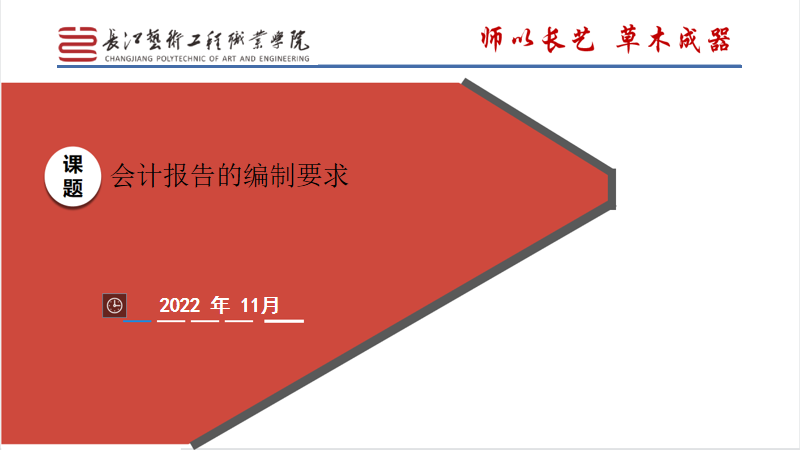 长江艺术工程职业学院
CHANGJIANG POLYTECHNIC OF ART AND ENGINEERING
师以长艺 草木成器
课题
会计报告的编制要求
2022 年 11月